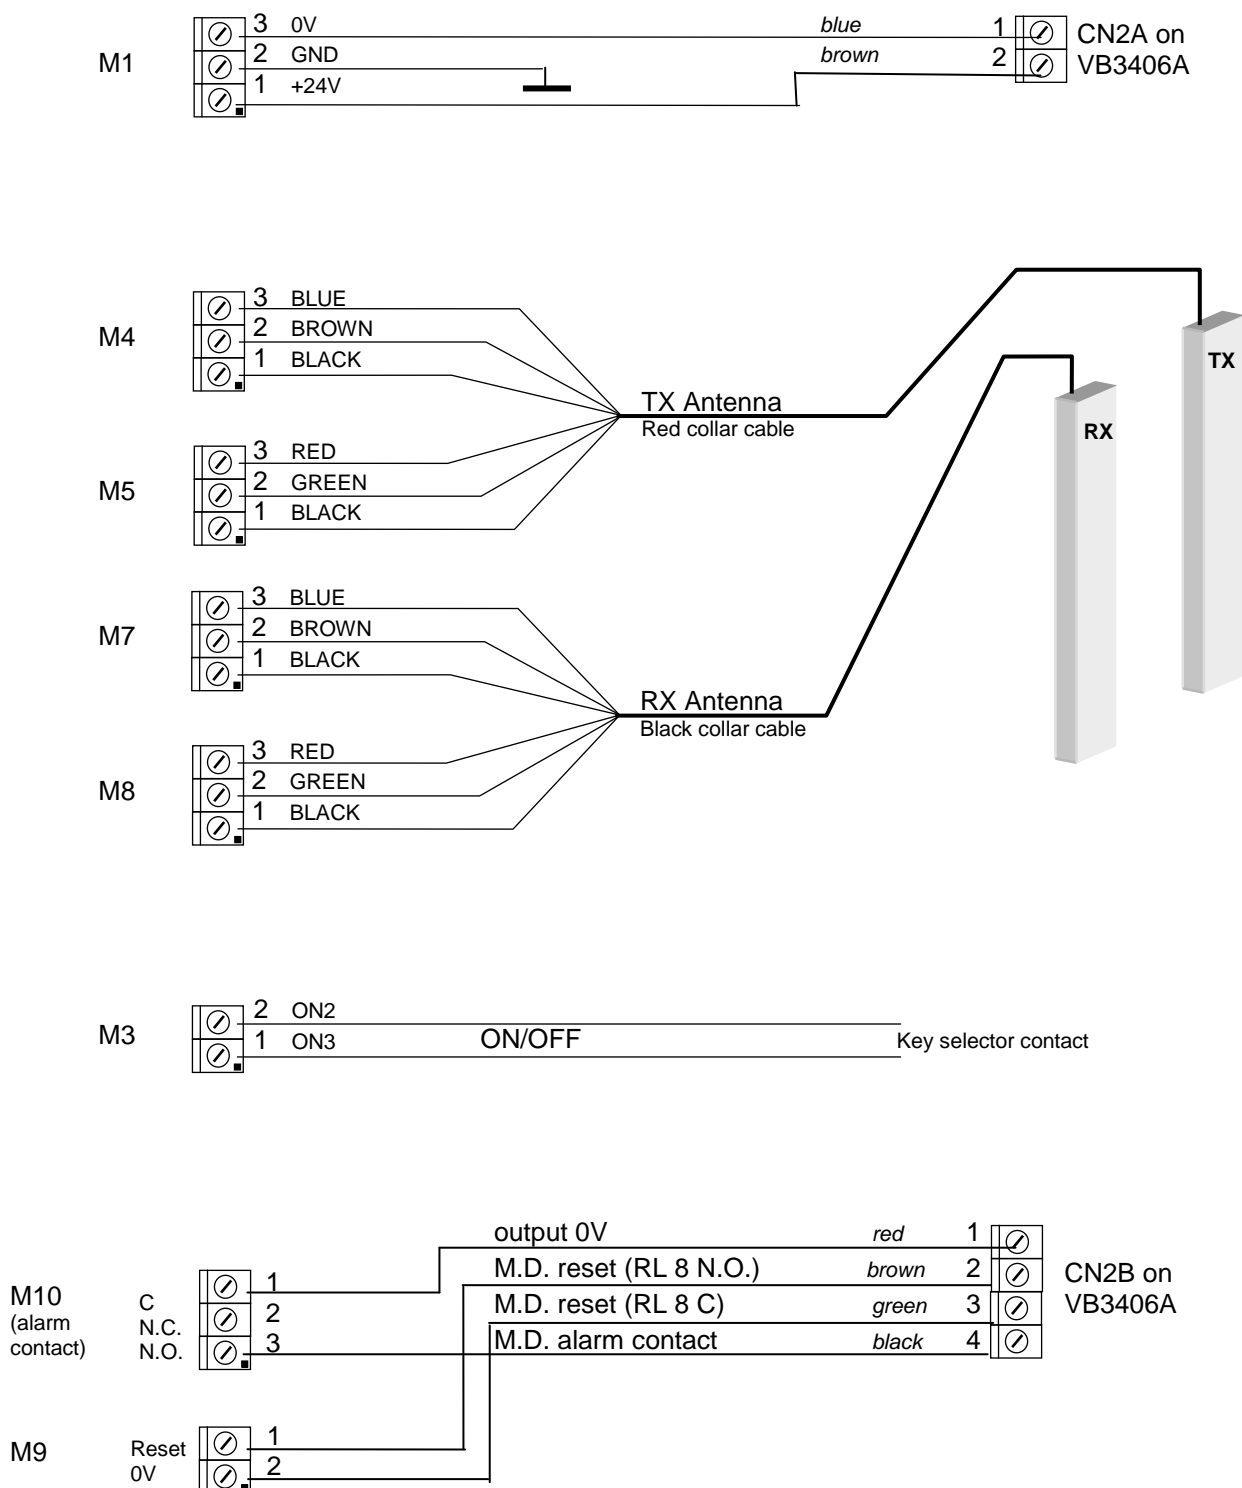 M1
3 0V
2 GND
1 +24V
blue 1
brown 2
CN2A on
VB3406A
M4
3 BLUE
2 BROWN
1 BLACK
TX Antenna
Red collar cable
TX
RX
M5
3 RED
2 GREEN
1 BLACK
M7
3 BLUE
2 BROWN
1 BLACK
RX Antenna
Black collar cable
M8
3 RED
2 GREEN
1 BLACK
M3
2 ON2
1 ON3
ON/OFF
Key selector contact
output 0V red 1
M.D. reset (RL 8 N.O.) brown 2
M.D. reset (RL 8 C) green 3
M.D. alarm contact black 4
CN2B on
VB3406A
M10
(alarm
contact)
C 1
N.C. 2
N.O. 3
M9
Reset 1
0V 2